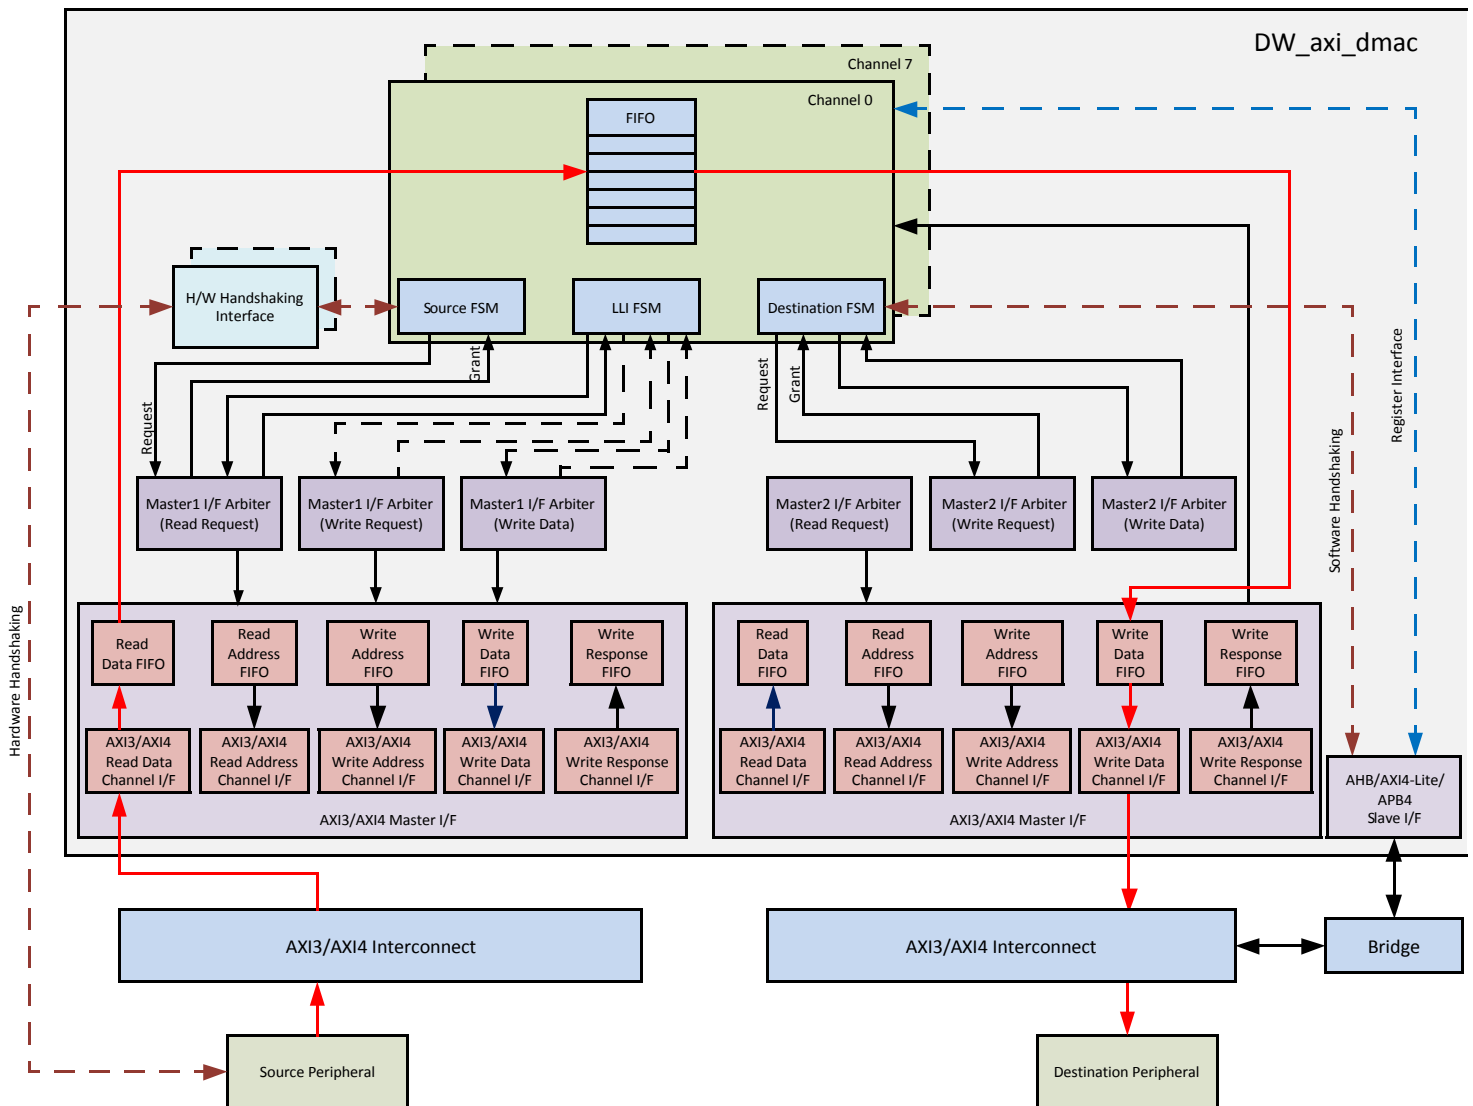 DW_axi_dmac
Channel 7
Channel 0
FIFO
H/W Handshaking
Interface
Source FSM
LLI FSM
Destination FSM
Request
Grant
Request
Grant
Register Interface
Software Handshaking
Hardware Handshaking
Master1 I/F Arbiter
(Read Request)
Master1 I/F Arbiter
(Write Request)
Master1 I/F Arbiter
(Write Data)
Master2 I/F Arbiter
(Read Request)
Master2 I/F Arbiter
(Write Request)
Master2 I/F Arbiter
(Write Data)
Read
Data FIFO
Read
Address
FIFO
Write
Address
FIFO
Write
Data
FIFO
Write
Response
FIFO
Read
Data
FIFO
Read
Address
FIFO
Write
Address
FIFO
Write
Data
FIFO
Write
Response
FIFO
AXI3/AXI4
Read Data
Channel I/F
AXI3/AXI4
Read Address
Channel I/F
AXI3/AXI4
Write Address
Channel I/F
AXI3/AXI4
Write Data
Channel I/F
AXI3/AXI4
Write Response
Channel I/F
AXI3/AXI4
Read Data
Channel I/F
AXI3/AXI4
Read Address
Channel I/F
AXI3/AXI4
Write Address
Channel I/F
AXI3/AXI4
Write Data
Channel I/F
AXI3/AXI4
Write Response
Channel I/F
AHB/AXI4-Lite/
APB4
Slave I/F
AXI3/AXI4 Master I/F
AXI3/AXI4 Master I/F
AXI3/AXI4 Interconnect
AXI3/AXI4 Interconnect
Bridge
Source Peripheral
Destination Peripheral